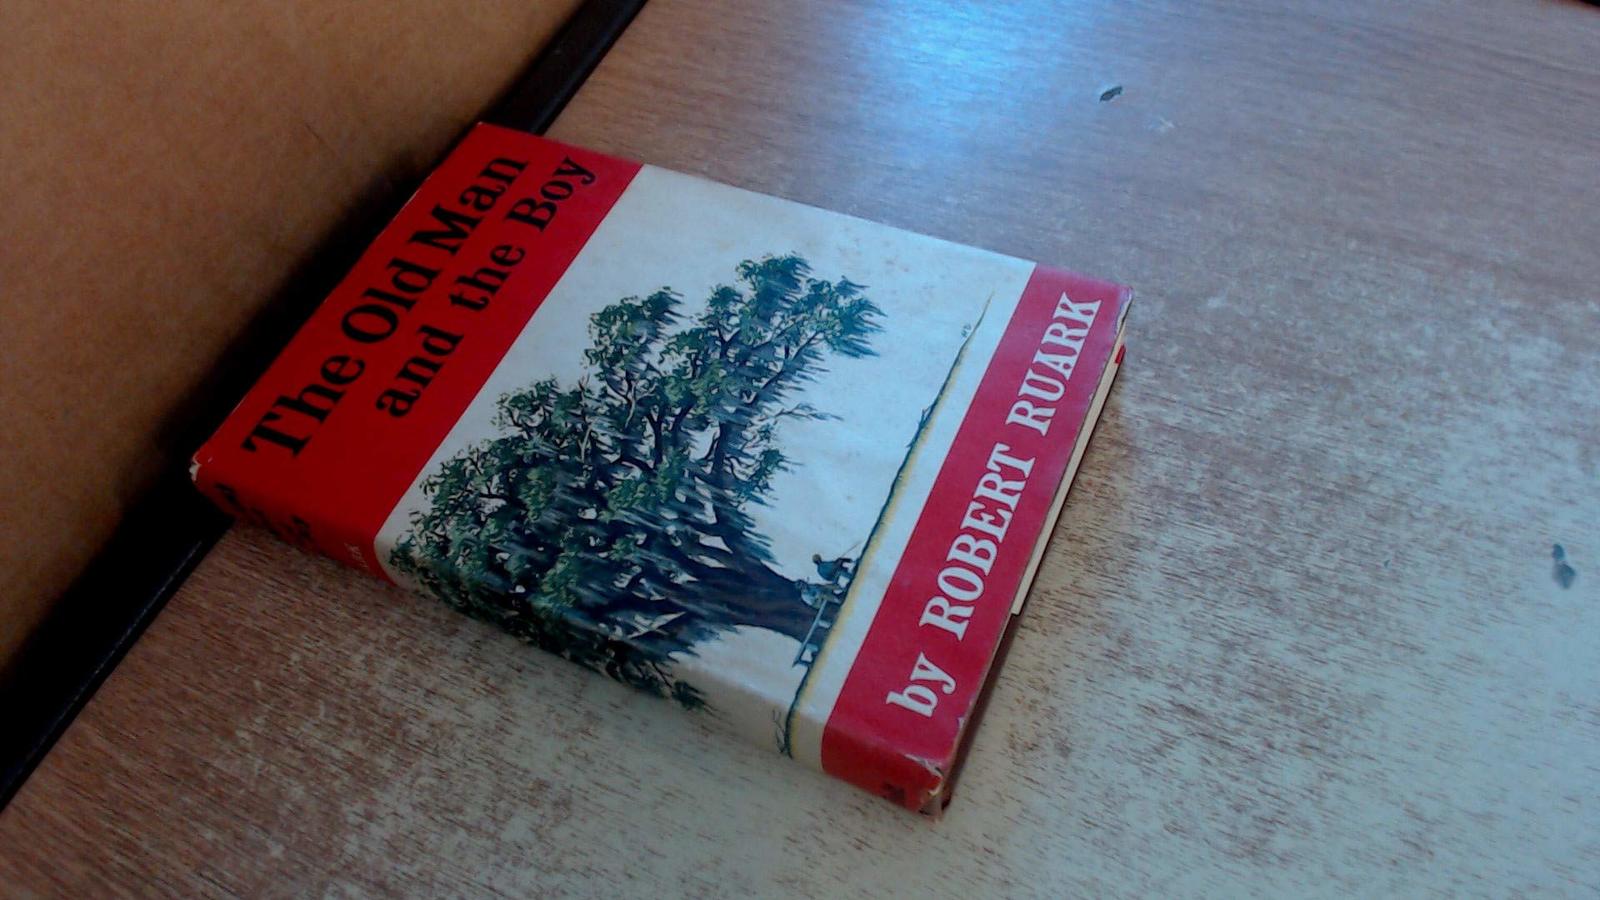 The Old Man
and the Boy
by ROBERT RUARK